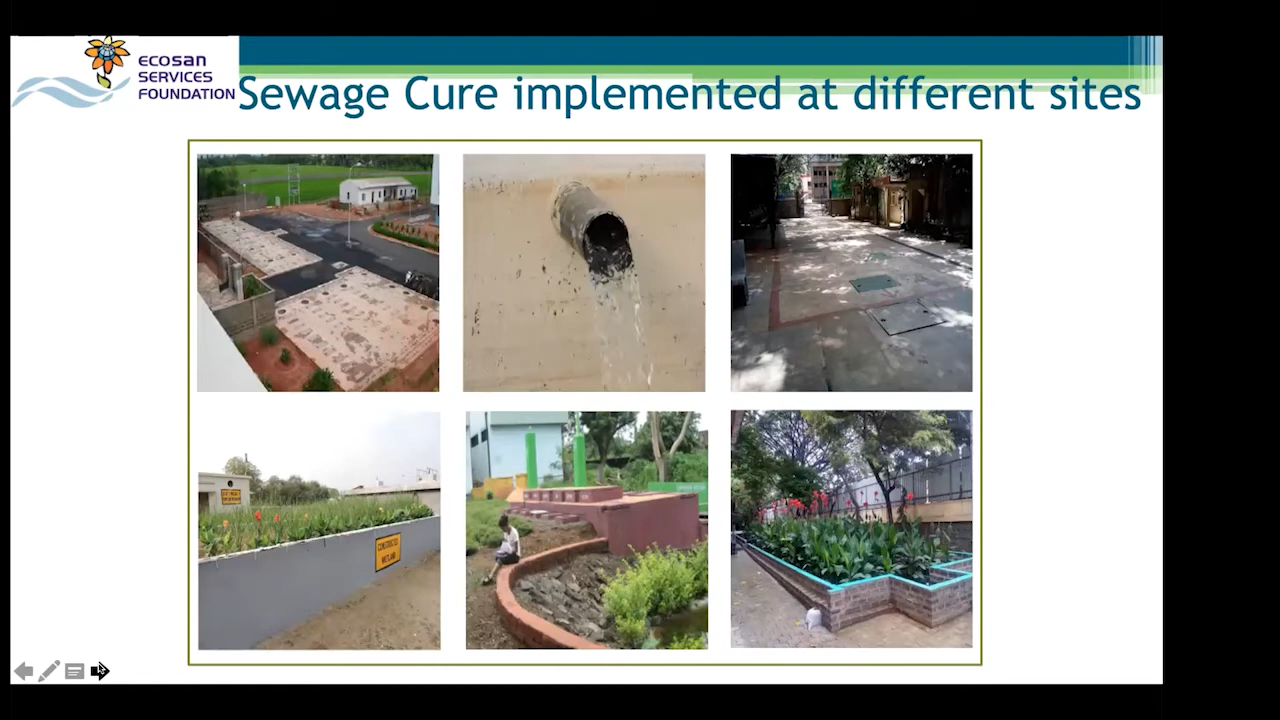 ECOSAN
SERVICES
FOUNDATION
Sewage Cure implemented at different sites
CONSTRUCTED
WETLAND